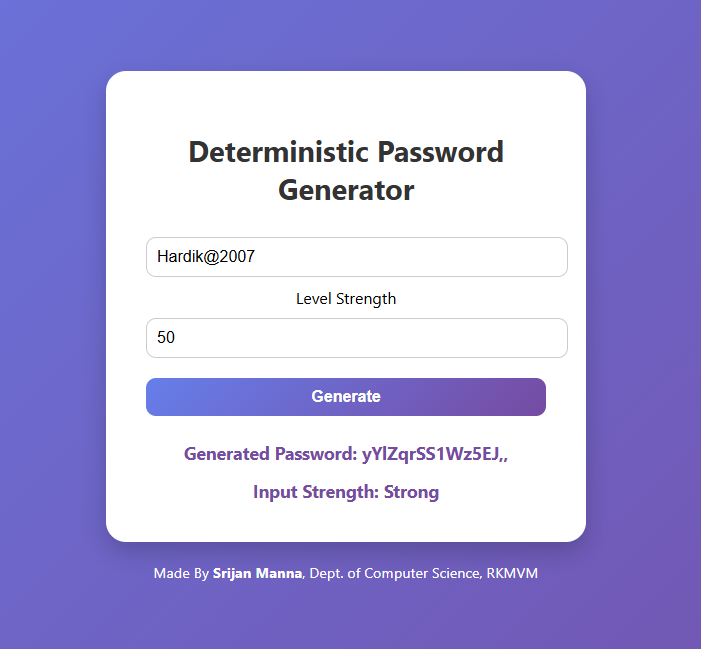 Deterministic Password
Generator
Hardik@2007
Level Strength
50
Generate
Generated Password: yYlZqrSS1Wz5EJ,,
Input Strength: Strong
Made By Srijan Manna, Dept. of Computer Science, RKMVM